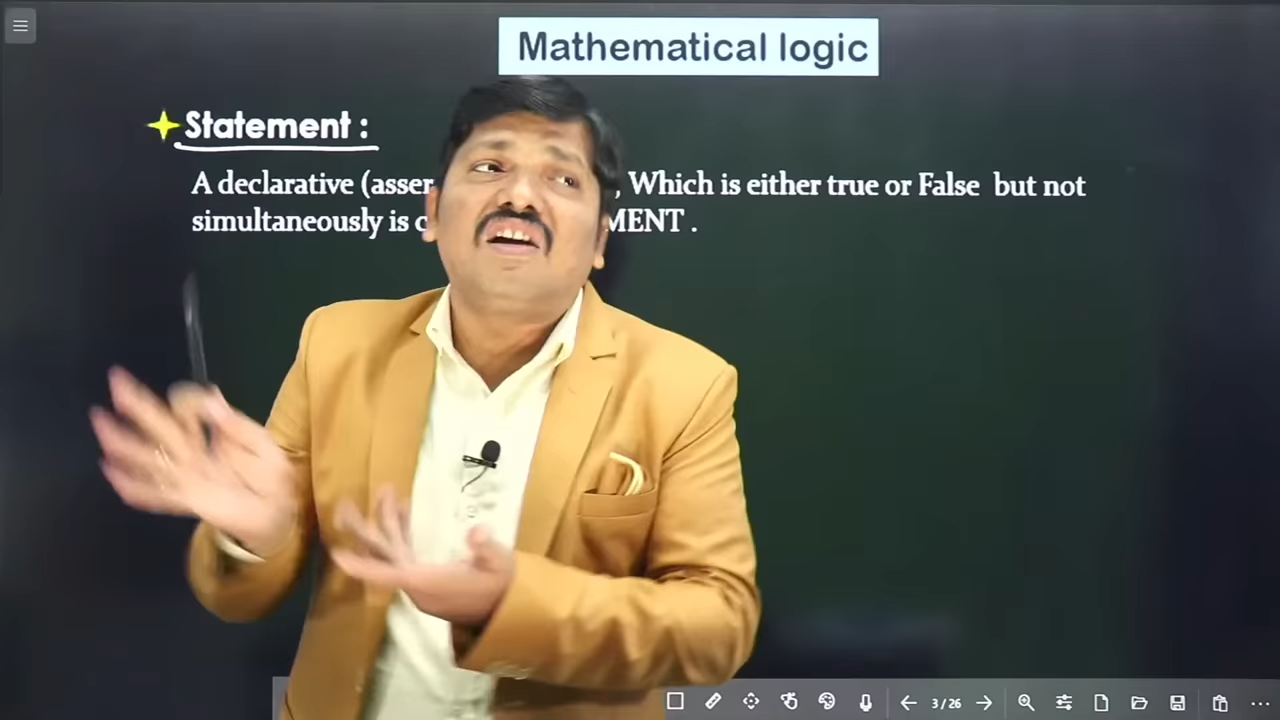 Mathematical logic
Statement :
A declarative (asser , Which is either true or False but not
simultaneously is c MENT .
3/26